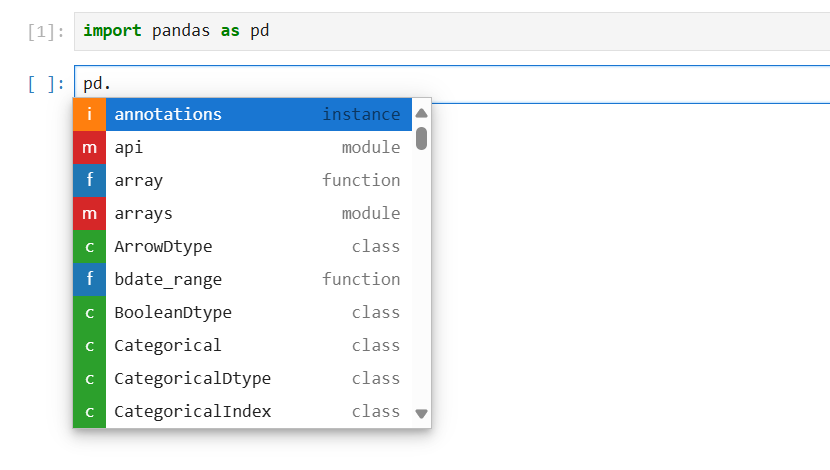 [1]: import pandas as pd
[ ]: pd.
i annotations instance
m api module
f array function
m arrays module
c ArrowDtype class
f bdate_range function
c BooleanDtype class
c Categorical class
c CategoricalDtype class
c CategoricalIndex class